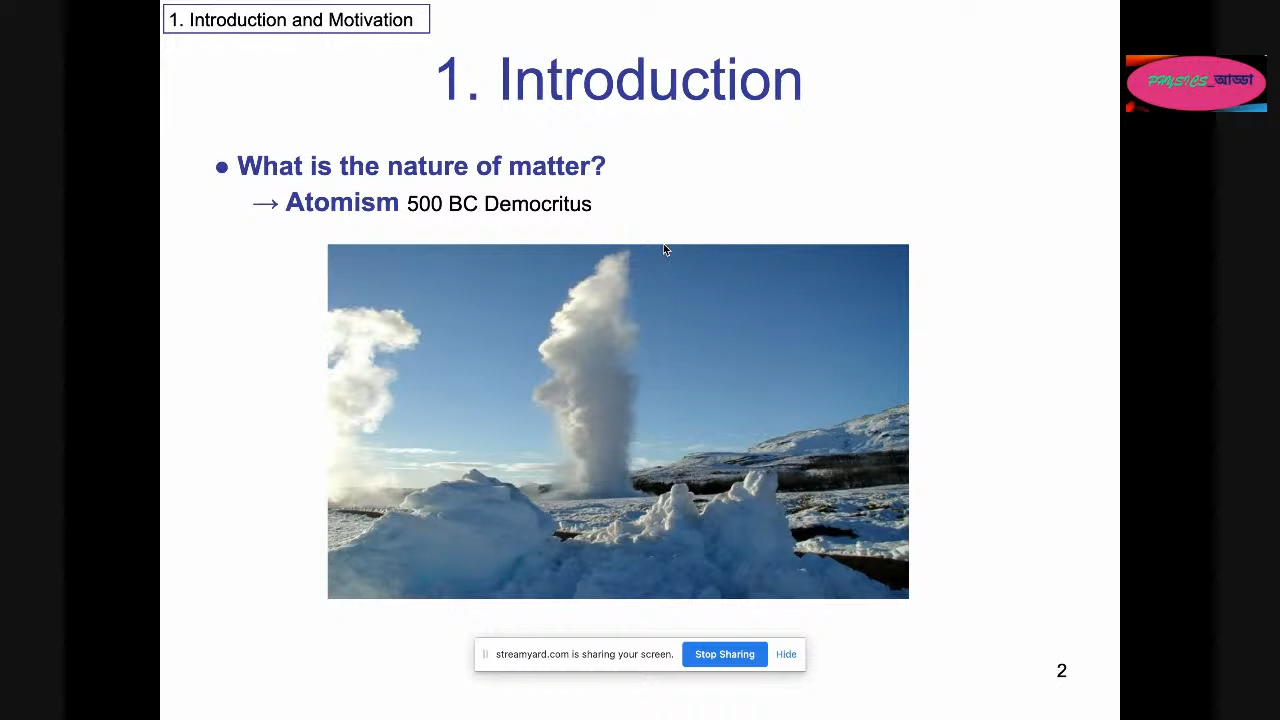 1. Introduction and Motivation
1. Introduction
PHYSICS_আড্ডা
● What is the nature of matter?
→ Atomism 500 BC Democritus
streamyard.com is sharing your screen. Stop Sharing Hide
2